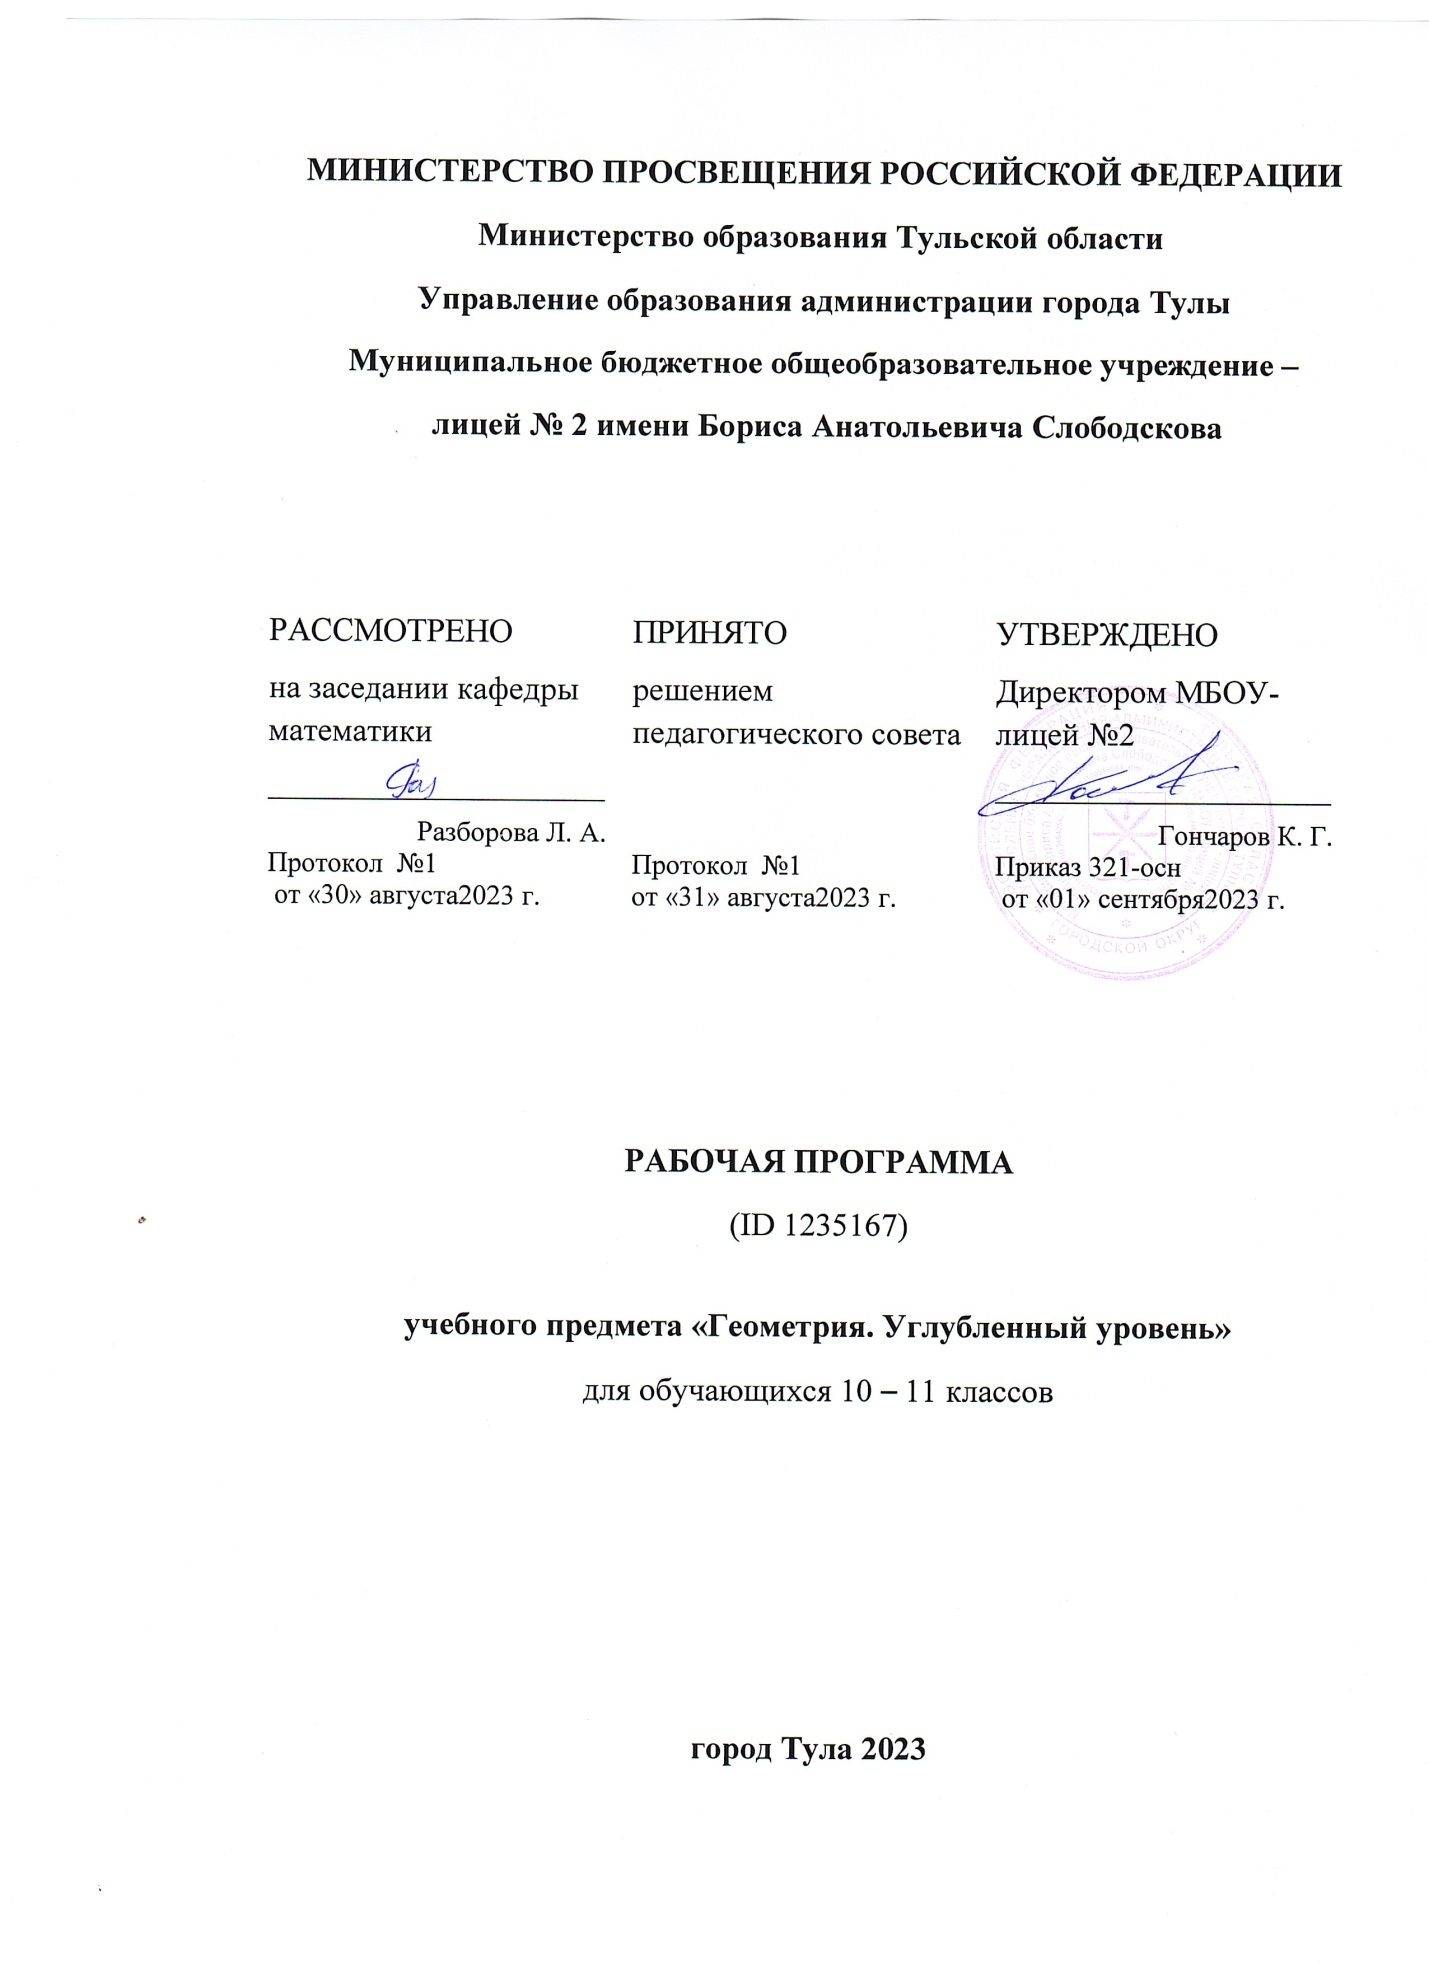 МИНИСТЕРСТВО ПРОСВЕЩЕНИЯ РОССИЙСКОЙ ФЕДЕРАЦИИ
Министерство образования Тульской области
Управление образования администрации города Тулы
Муниципальное бюджетное общеобразовательное учреждение –
лицей № 2 имени Бориса Анатольевича Слободскова
РАССМОТРЕНО
на заседании кафедры
математики
Разборова Л. А.
Протокол №1
от «30» августа2023 г.
ПРИНЯТО
решением
педагогического совета
Протокол №1
от «31» августа2023 г.
УТВЕРЖДЕНО
Директором МБОУ-
лицей №2
Гончаров К. Г.
Приказ 321-осн
от «01» сентября2023 г.
ГОРОДСКОЙ ОКРУГ
РАБОЧАЯ ПРОГРАММА
(ID 1235167)
учебного предмета «Геометрия. Углубленный уровень»
для обучающихся 10 – 11 классов
город Тула 2023